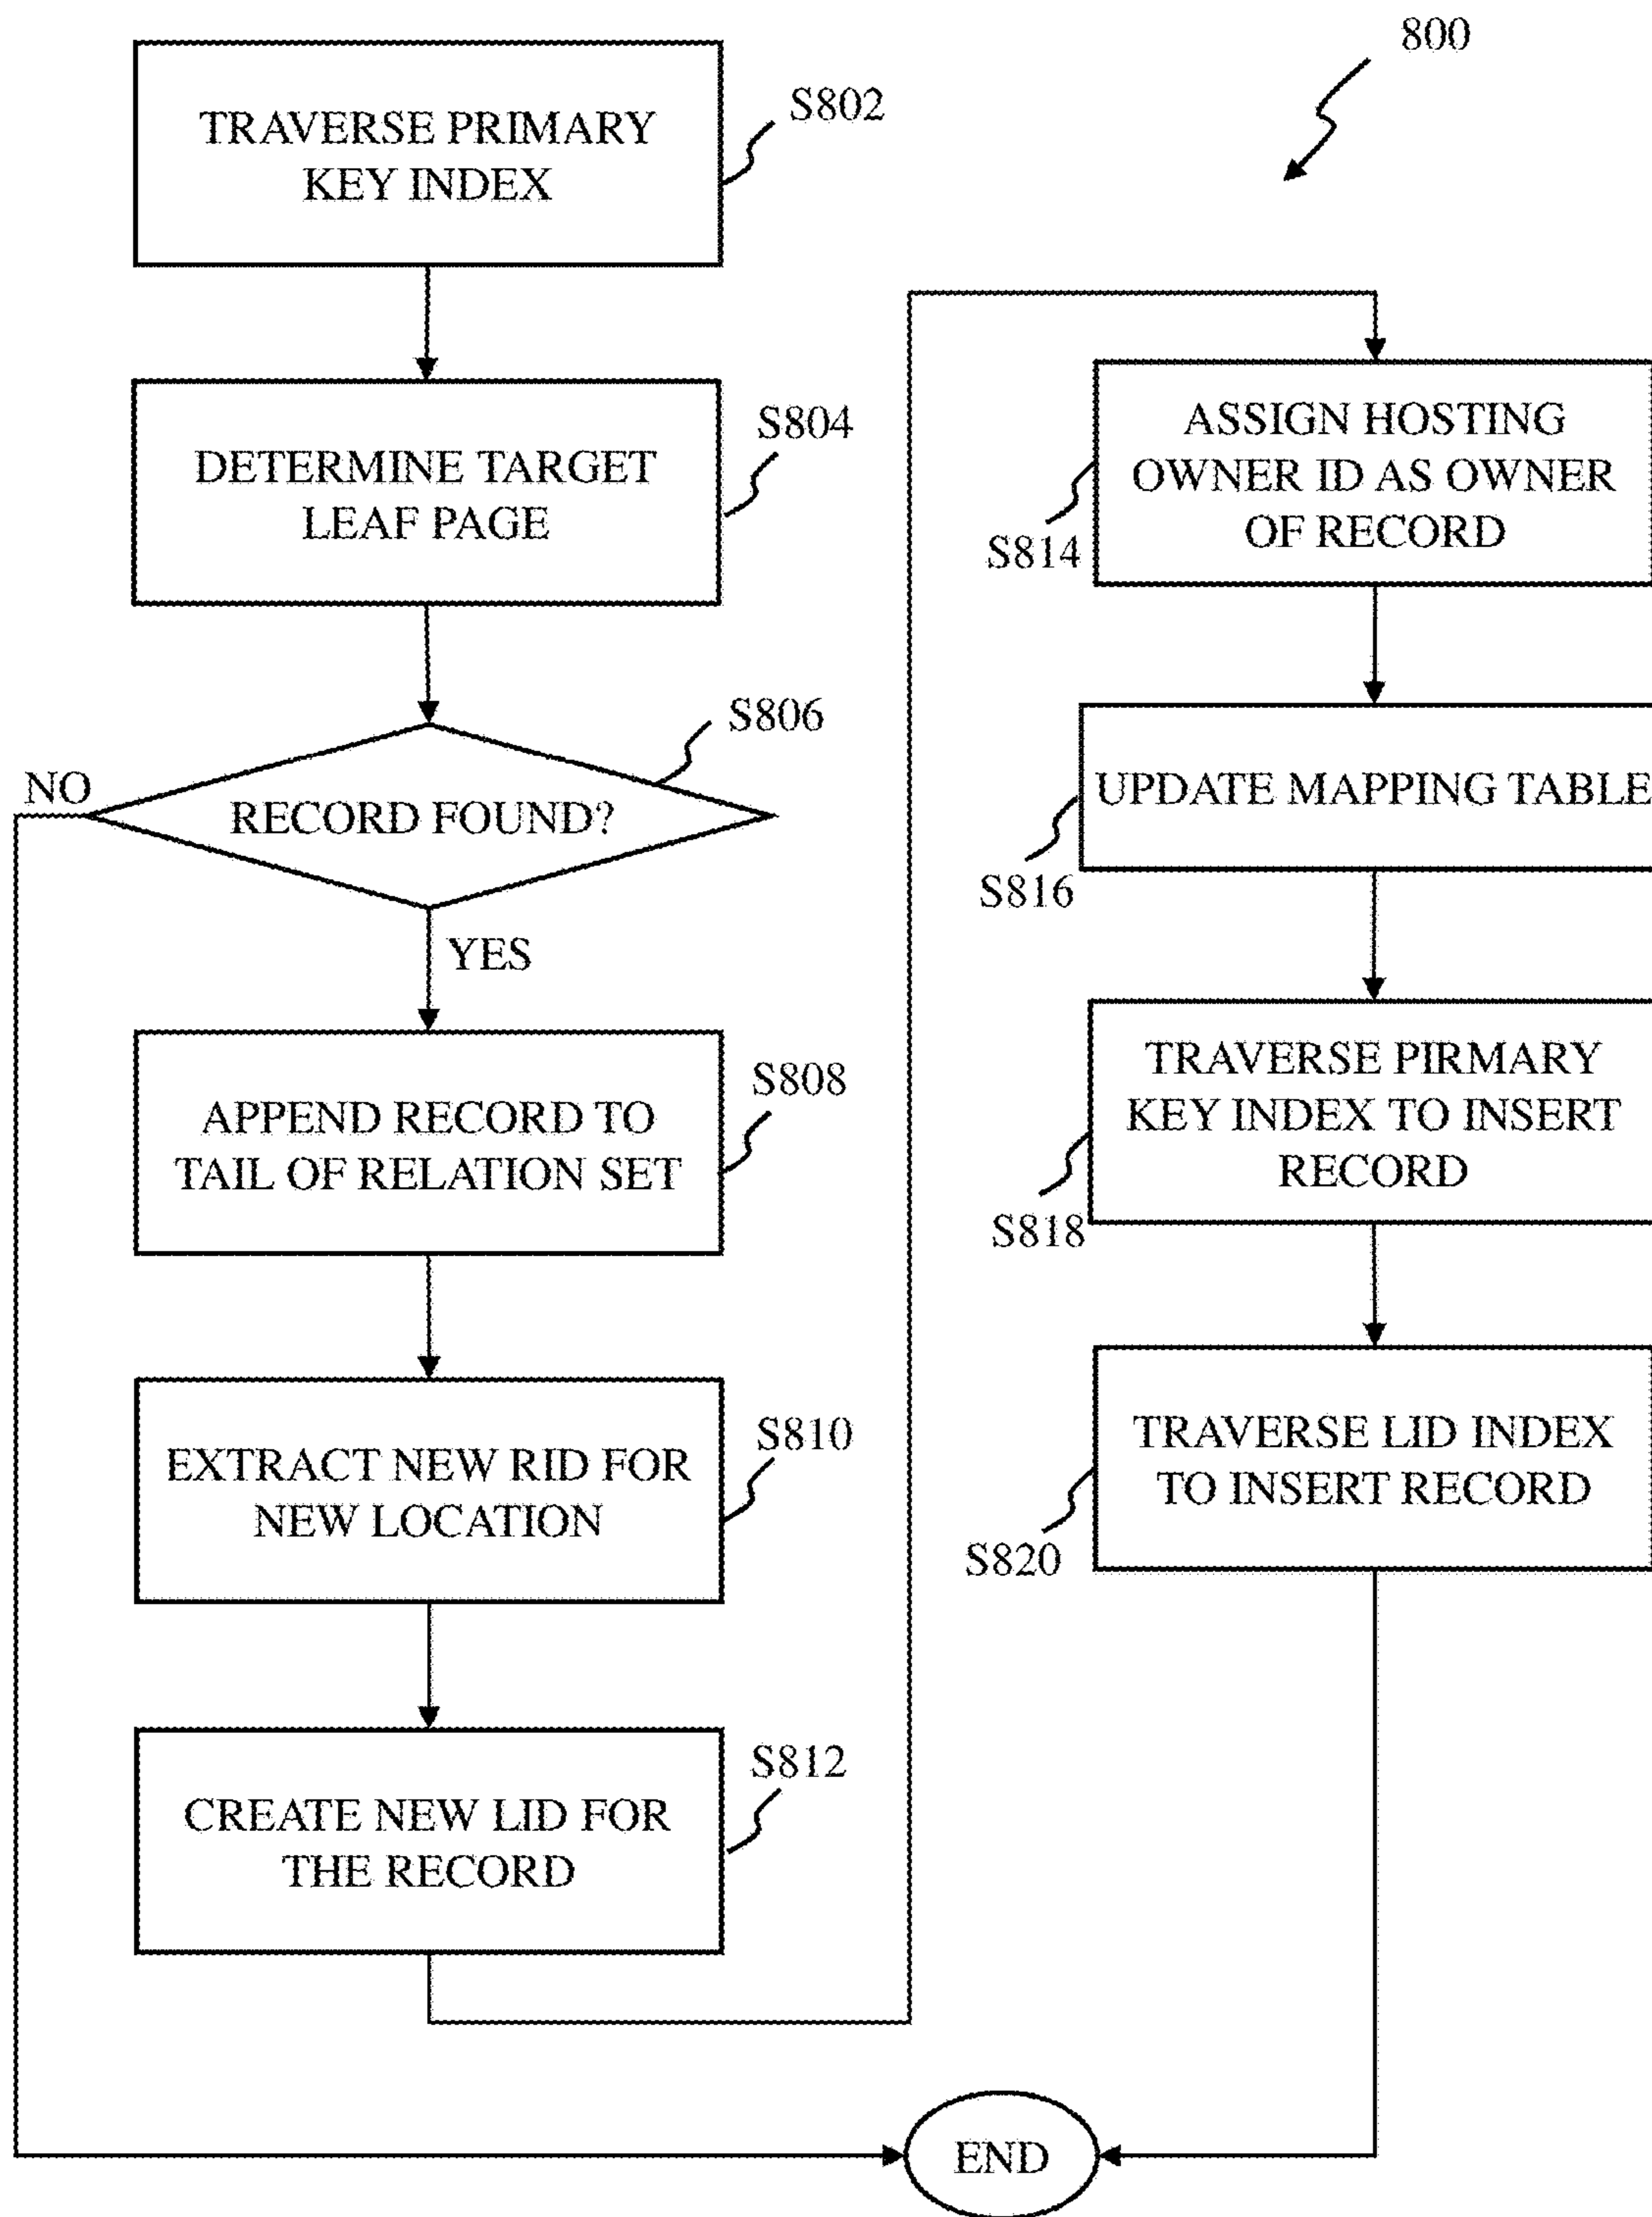 800
TRAVERSE PRIMARY
KEY INDEX
S802
DETERMINE TARGET
LEAF PAGE
S804
RECORD FOUND?
S806
NO
YES
APPEND RECORD TO
TAIL OF RELATION SET
S808
EXTRACT NEW RID FOR
NEW LOCATION
S810
CREATE NEW LID FOR
THE RECORD
S812
ASSIGN HOSTING
OWNER ID AS OWNER
OF RECORD
S814
UPDATE MAPPING TABLE
S816
TRAVERSE PIRMARY
KEY INDEX TO INSERT
RECORD
S818
TRAVERSE LID INDEX
TO INSERT RECORD
S820
END